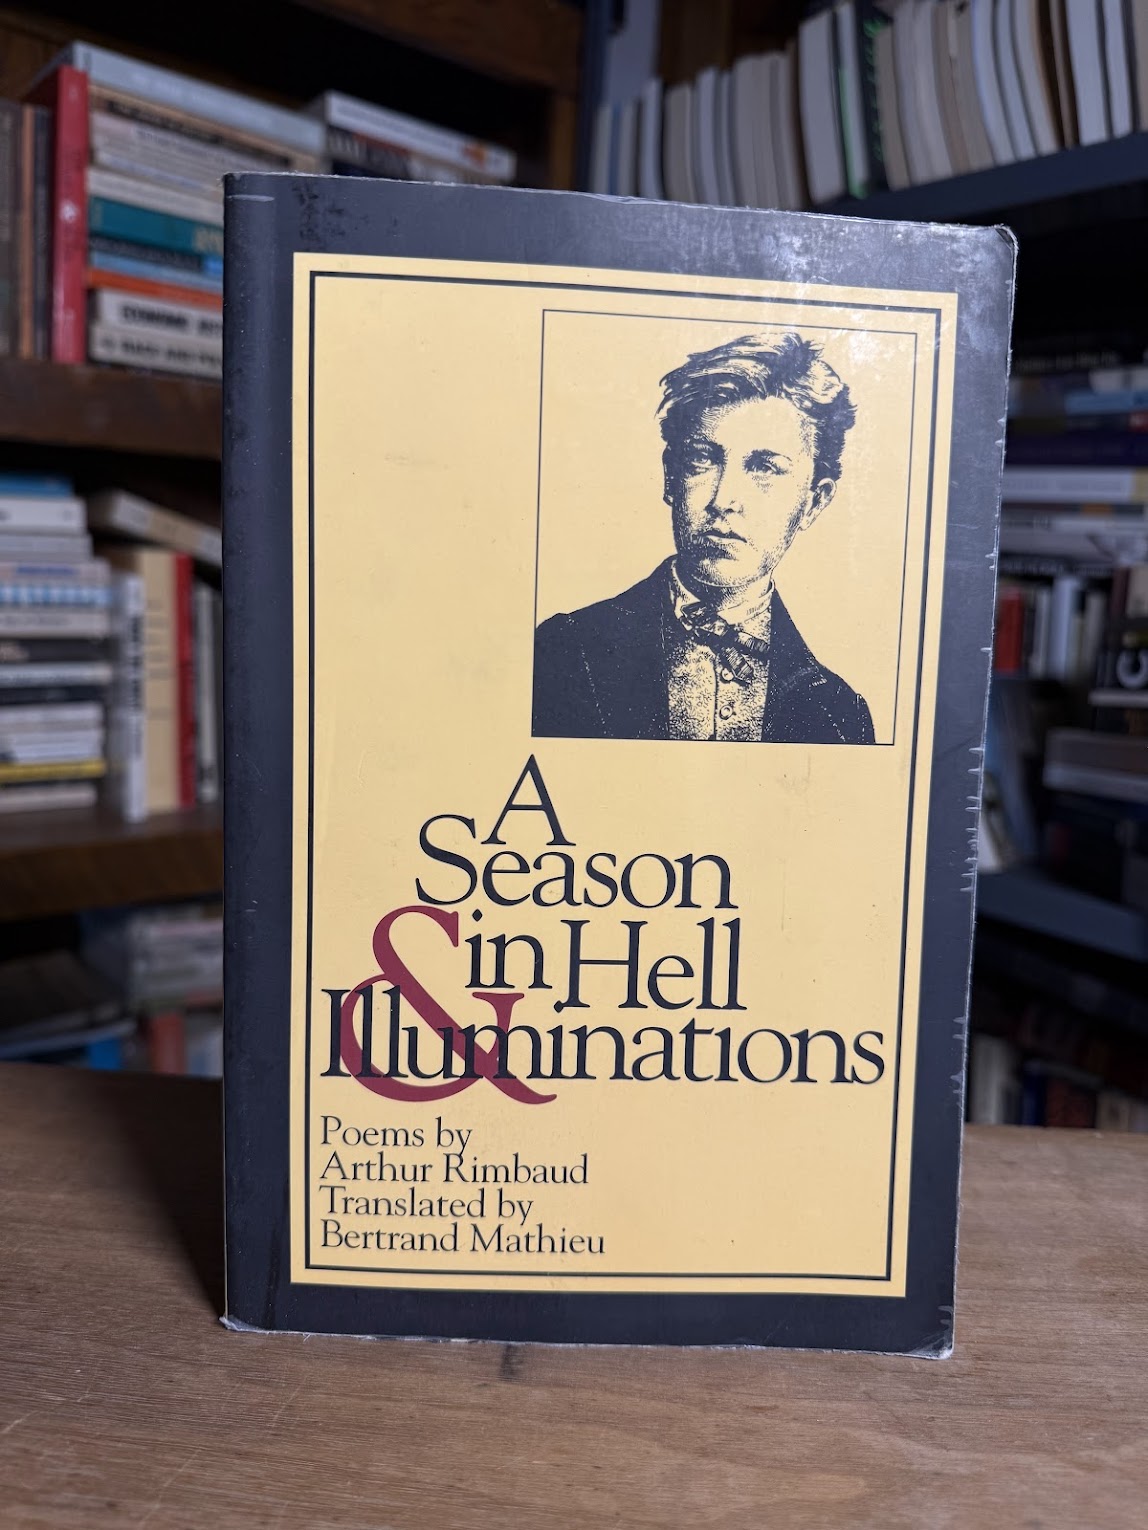 A
Season
in Hell
&
Illuminations
Poems by
Arthur Rimbaud
Translated by
Bertrand Mathieu